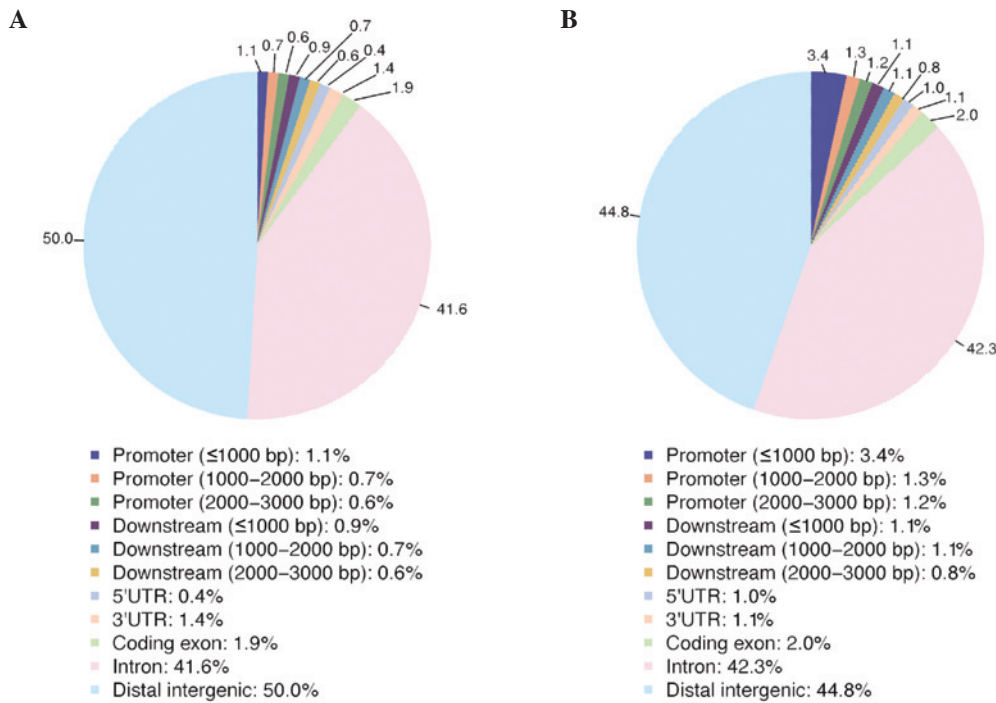 A
B
1.1
0.7
0.6
0.9
0.7
0.6
0.4
1.4
1.9
50.0
41.6
3.4
1.3
1.2
1.1
1.1
0.8
1.0
1.1
2.0
44.8
42.3
Promoter (≤1000 bp): 1.1%
Promoter (1000–2000 bp): 0.7%
Promoter (2000–3000 bp): 0.6%
Downstream (≤1000 bp): 0.9%
Downstream (1000–2000 bp): 0.7%
Downstream (2000–3000 bp): 0.6%
5'UTR: 0.4%
3'UTR: 1.4%
Coding exon: 1.9%
Intron: 41.6%
Distal intergenic: 50.0%
Promoter (≤1000 bp): 3.4%
Promoter (1000–2000 bp): 1.3%
Promoter (2000–3000 bp): 1.2%
Downstream (≤1000 bp): 1.1%
Downstream (1000–2000 bp): 1.1%
Downstream (2000–3000 bp): 0.8%
5'UTR: 1.0%
3'UTR: 1.1%
Coding exon: 2.0%
Intron: 42.3%
Distal intergenic: 44.8%